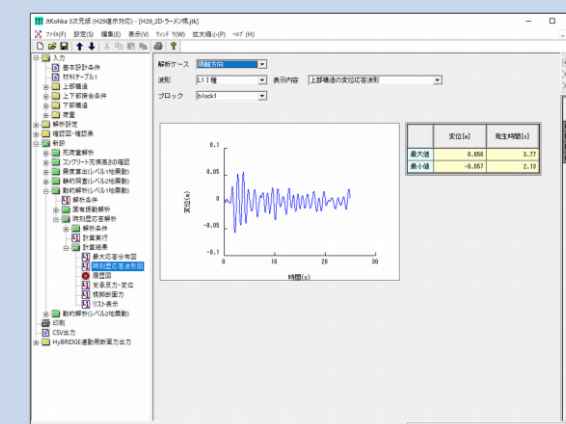 JtKohka 3次元版 (H29道示対応) - [H29_2D-ラーメン橋.jtk]
ファイル(F) 設定(S) 編集(E) 表示(V) ウィンドウ(W) 拡大縮小(P) ヘルプ(H)
入力
基本設計条件
材料テーブル1
上部構造
上下部接合条件
下部構造
荷重
解析設定
確認図・確認表
新設
死荷重解析
コンクリート充填高さの確認
震度算出(レベル1地震動)
静的照査(レベル1地震動)
動的解析(レベル1地震動)
解析条件
固有振動解析
時刻歴応答解析
解析条件
計算実行
計算結果
最大応答分布図
時刻歴応答波形図
履歴図
支承反力・変位
橋脚断面力
リスト表示
動的解析(レベル2地震動)
印刷
CSV出力
HyBRIDGE連動用断面力出力
解析ケース 橋軸方向
波形 L1Ⅰ種 表示内容 上部構造の変位応答波形
ブロック block1
変位[m] 発生時間[s]
最大値 0.056 3.77
最小値 -0.057 2.13
0.1
0.05
0
-0.05
-0.1
変位(m)
0 10 20 30
時間(s)